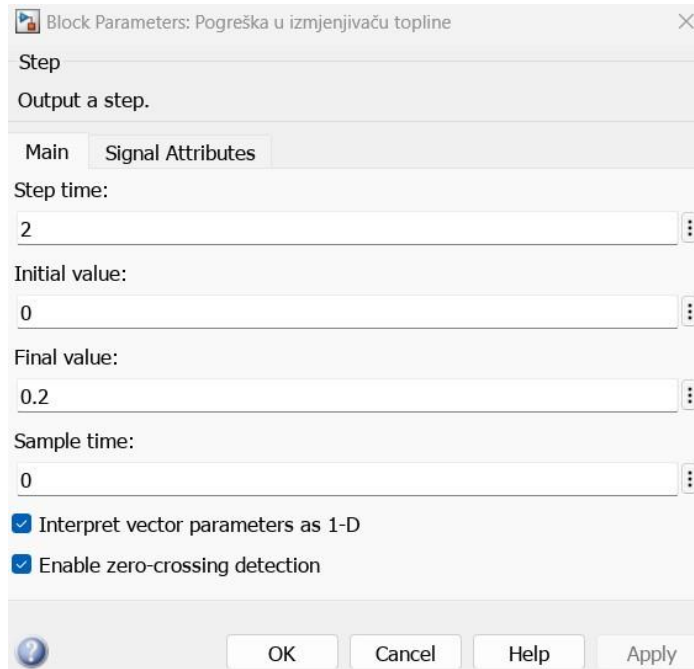 Block Parameters: Pogreška u izmjenjivaču topline
Step
Output a step.
Main Signal Attributes
Step time:
2
Initial value:
0
Final value:
0.2
Sample time:
0
Interpret vector parameters as 1-D
Enable zero-crossing detection
? OK Cancel Help Apply